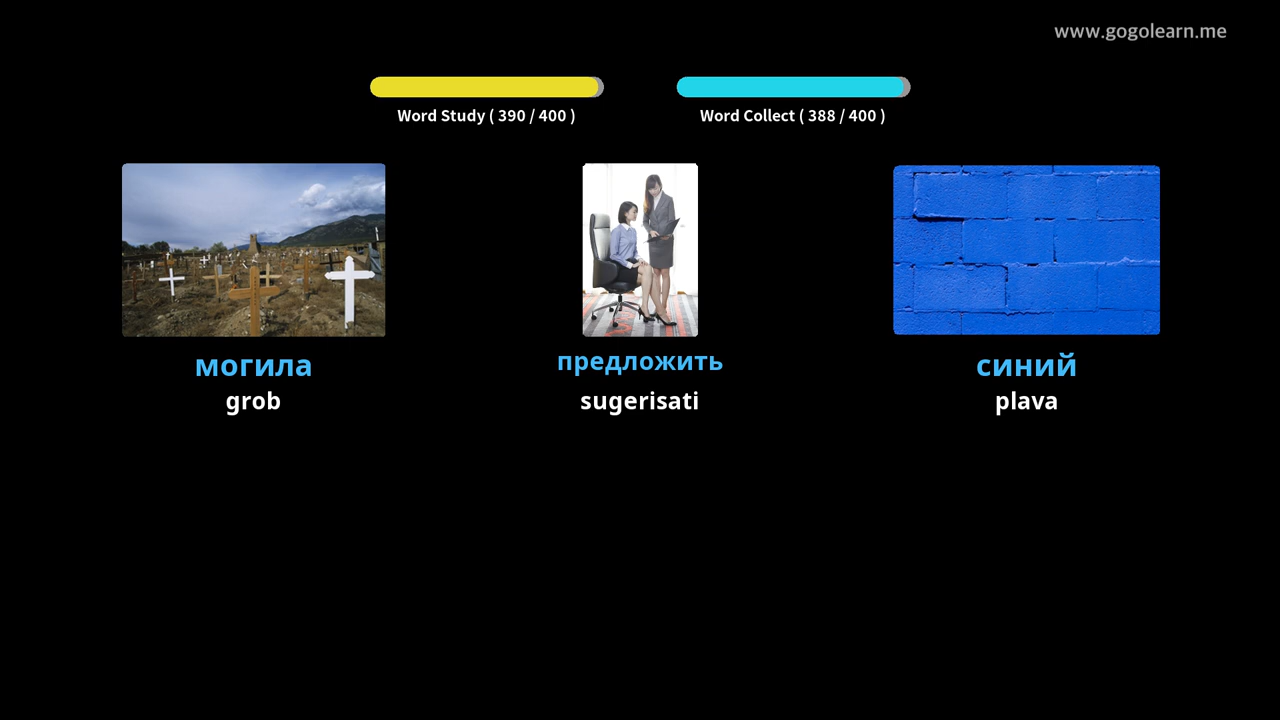 www.gogolearn.me
Word Study ( 390 / 400 )
Word Collect ( 388 / 400 )
могила
предложить
синий
grob
sugerisati
plava